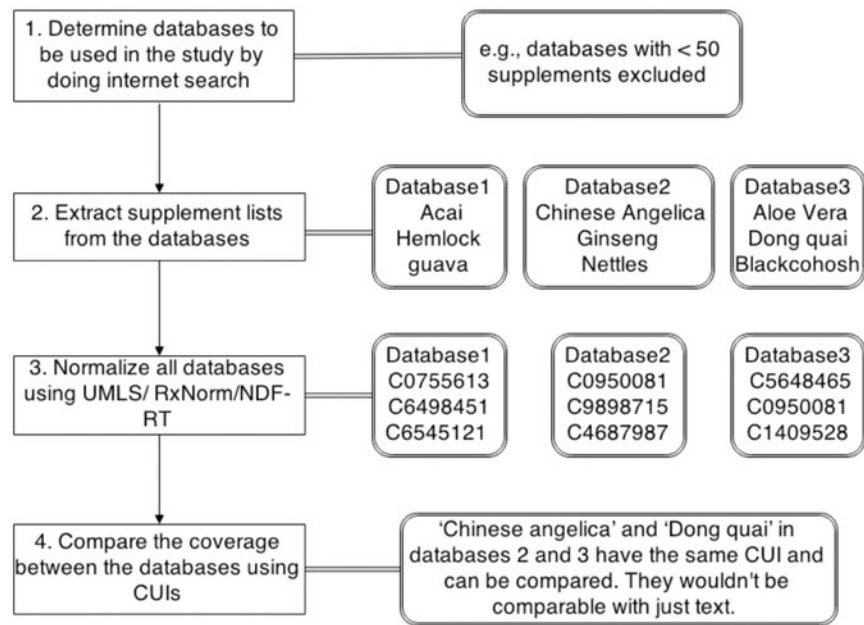 1. Determine databases to
be used in the study by
doing internet search
e.g., databases with < 50
supplements excluded
2. Extract supplement lists
from the databases
Database1
Acai
Hemlock
guava
Database2
Chinese Angelica
Ginseng
Nettles
Database3
Aloe Vera
Dong quai
Blackcohosh
3. Normalize all databases
using UMLS/ RxNorm/NDF-
RT
Database1
C0755613
C6498451
C6545121
Database2
C0950081
C9898715
C4687987
Database3
C5648465
C0950081
C1409528
4. Compare the coverage
between the databases using
CUIs
‘Chinese angelica’ and ‘Dong quai’ in
databases 2 and 3 have the same CUI and
can be compared. They wouldn't be
comparable with just text.